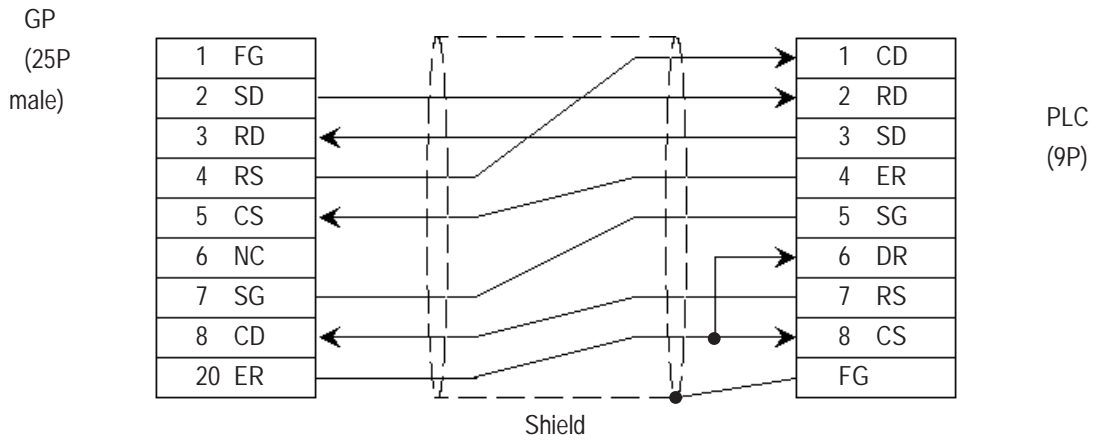 GP
(25P
male)
1 FG
2 SD
3 RD
4 RS
5 CS
6 NC
7 SG
8 CD
20 ER
Shield
1 CD
2 RD
3 SD
4 ER
5 SG
6 DR
7 RS
8 CS
FG
PLC
(9P)